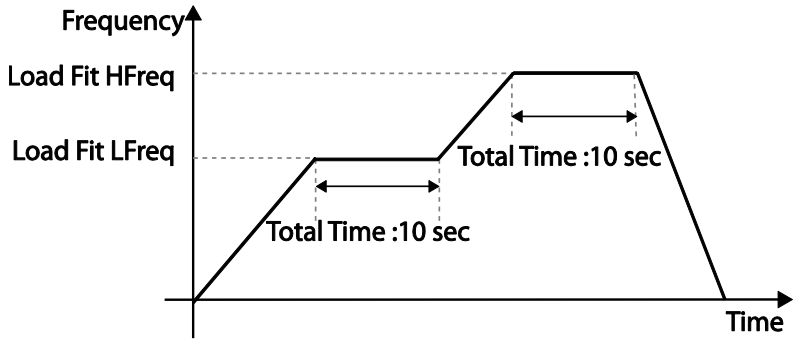 Frequency
Load Fit HFreq
Load Fit LFreq
Total Time :10 sec
Total Time :10 sec
Time